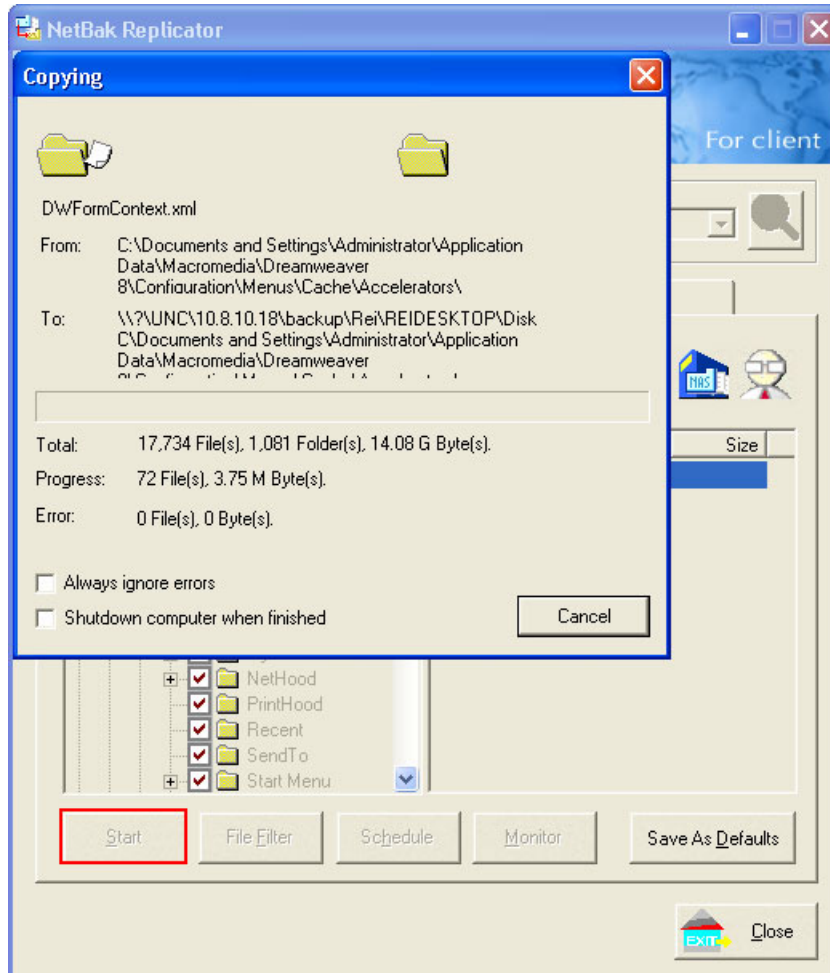 NetBak Replicator
Copying
For client
DWFormContext.xml
From: C:\Documents and Settings\Administrator\Application
Data\Macromedia\Dreamweaver
8\Configuration\Menus\Cache\Accelerators\
To: \\?\UNC\10.8.10.18\backup\Rei\REIDESKTOP\Disk
C\Documents and Settings\Administrator\Application
Data\Macromedia\Dreamweaver
NAS
Total: 17,734 File(s), 1,081 Folder(s), 14.08 G Byte(s).
Size
Progress: 72 File(s), 3.75 M Byte(s).
Error: 0 File(s), 0 Byte(s).
Always ignore errors
Shutdown computer when finished
Cancel
NetHood
PrintHood
Recent
SendTo
Start Menu
Start File Filter Schedule Monitor Save As Defaults
EXIT Close